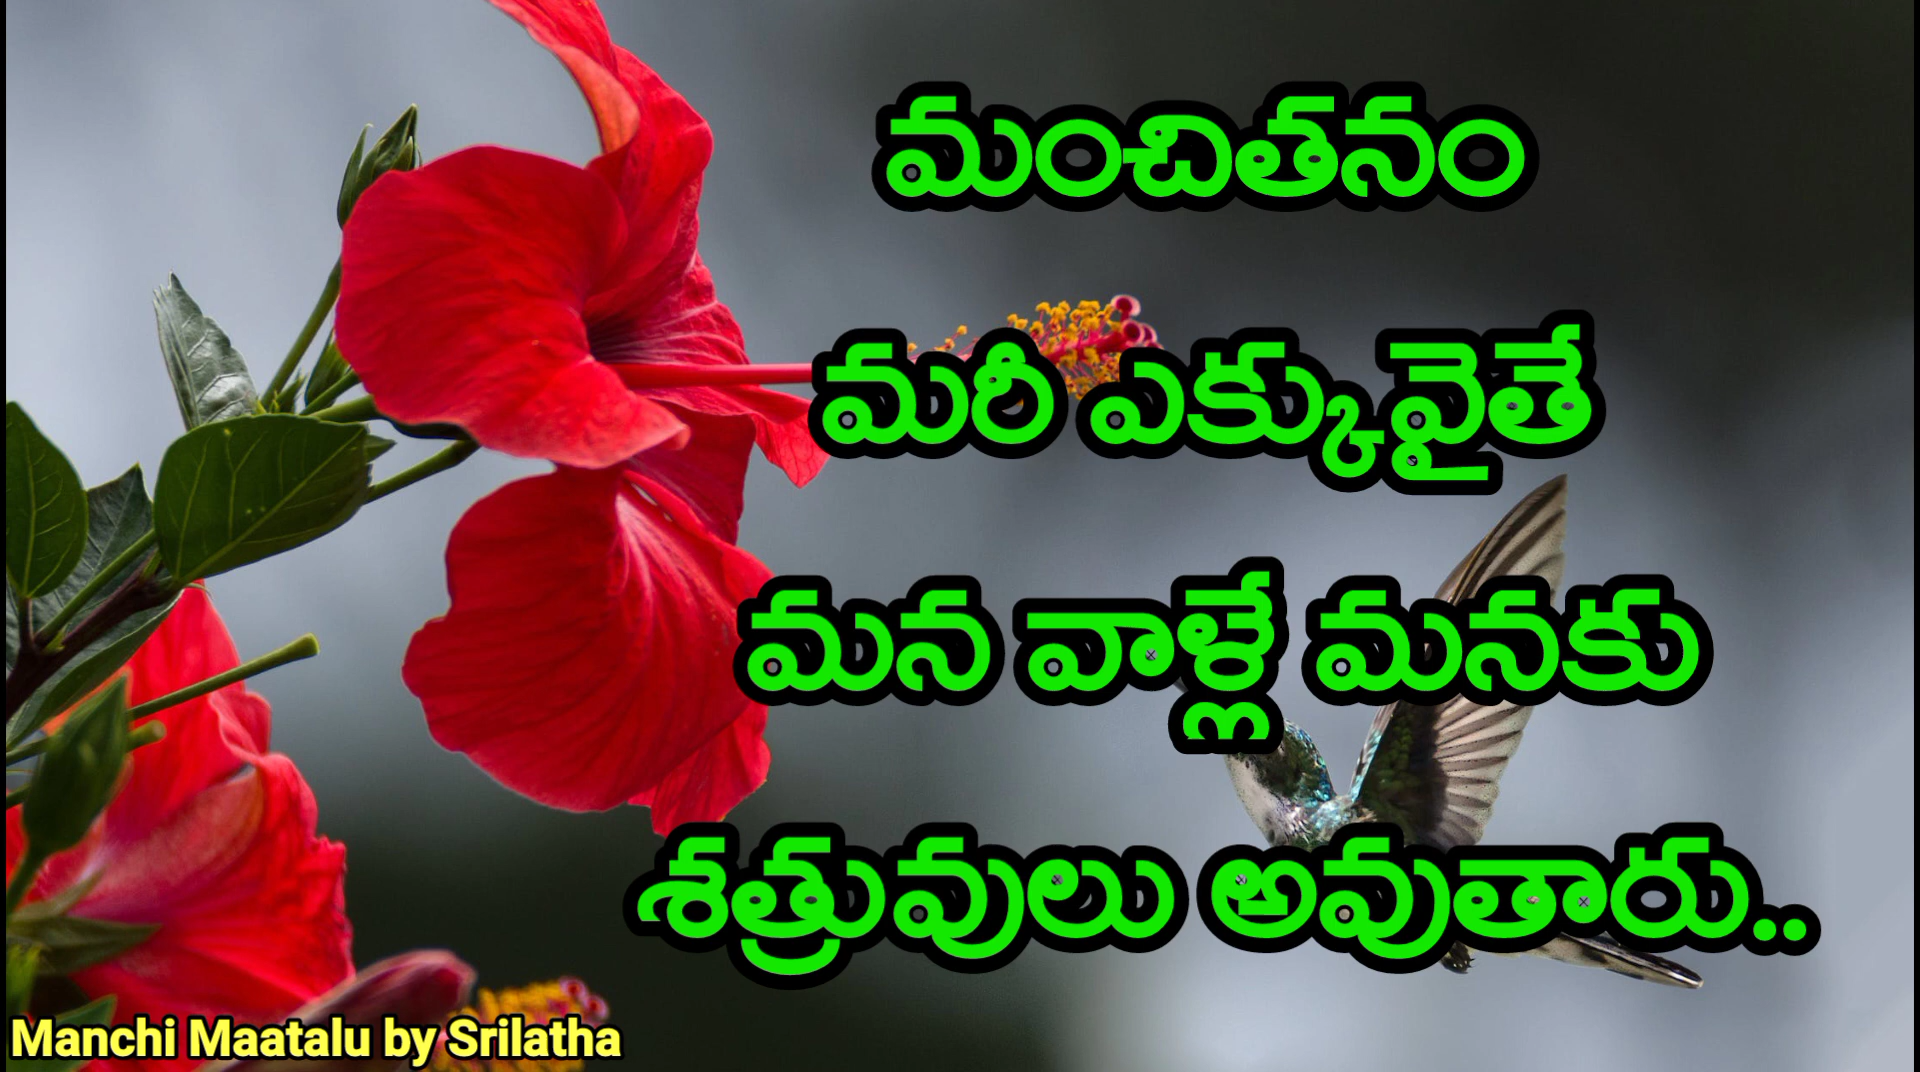 మంచితనం
మరీ ఎక్కువైతే
మన వాళ్లే మనకు
శత్రువులు అవుతారు..
Manchi Maatalu by Srilatha